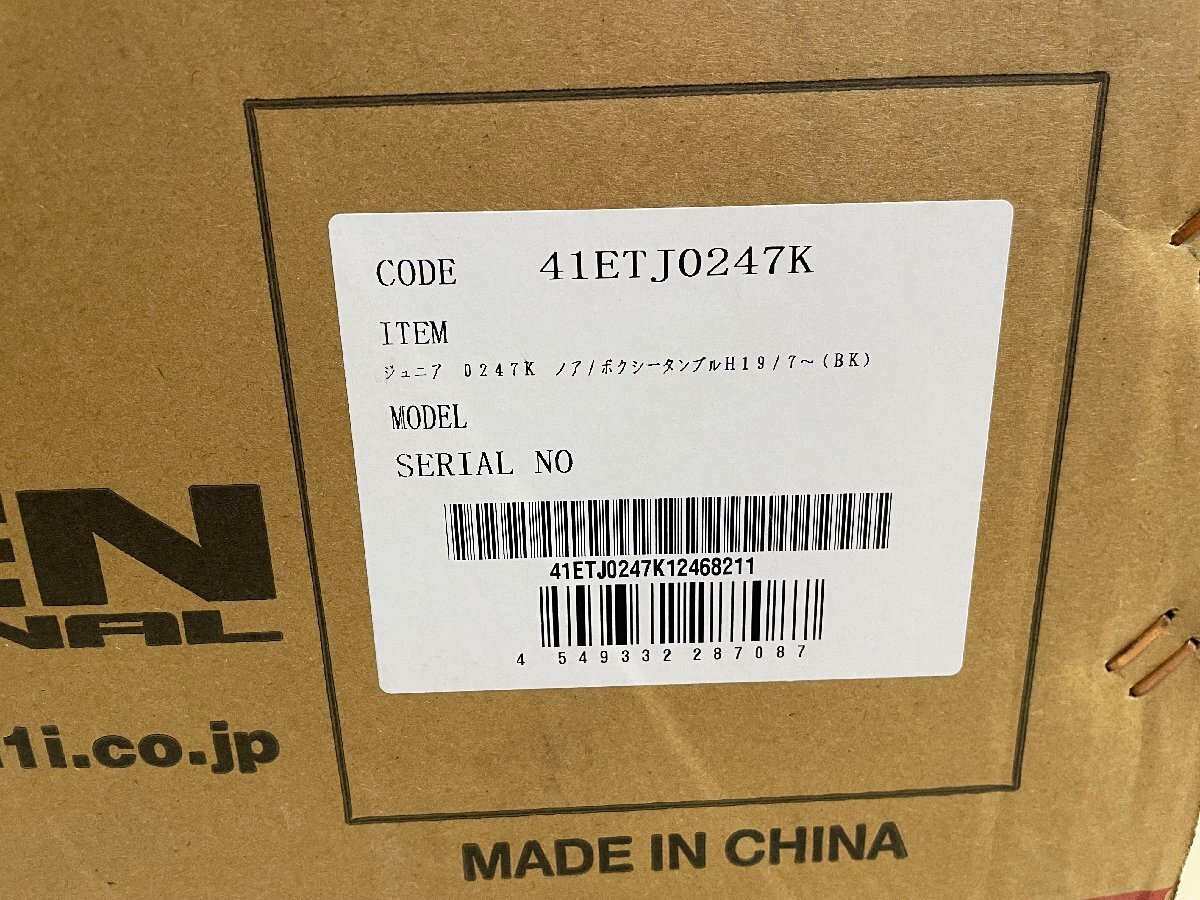 CODE 41ETJ0247K
ITEM
ジュニア 0247K ノア/ボクシータンブルH19/7～(BK)
MODEL
SERIAL NO
41ETJ0247K12468211
4 549332 287087
EN
NAL
1i.co.jp
MADE IN CHINA